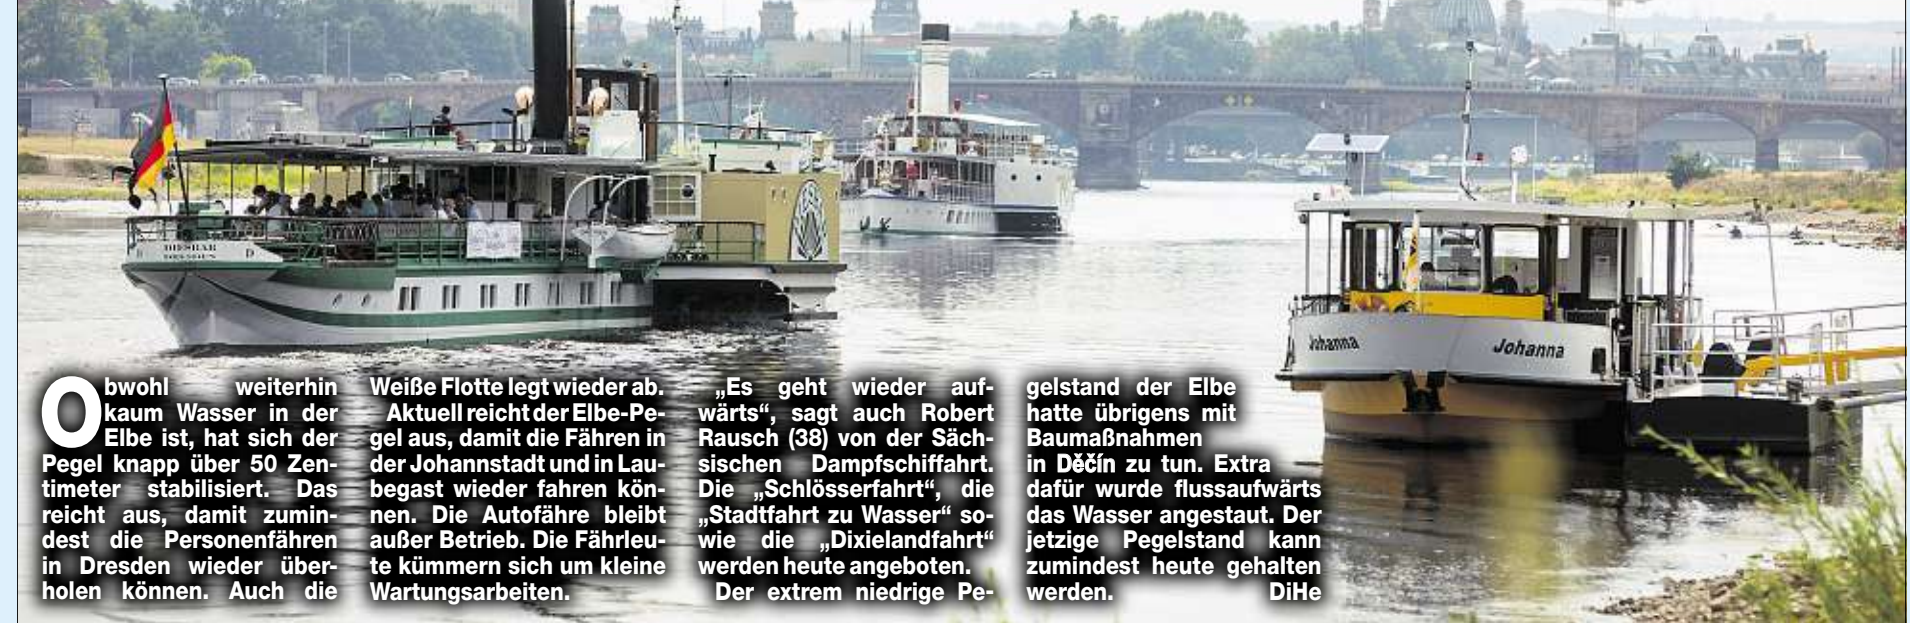 DIESBAR
DRESDEN
D
Johanna
Johanna
Obwohl weiterhin
kaum Wasser in der
Elbe ist, hat sich der
Pegel knapp über 50 Zen-
timeter stabilisiert. Das
reicht aus, damit zumin-
dest die Personenfähren
in Dresden wieder über-
holen können. Auch die
Weiße Flotte legt wieder ab.
Aktuell reicht der Elbe-Pe-
gel aus, damit die Fähren in
der Johannstadt und in Lau-
begast wieder fahren kön-
nen. Die Autofähre bleibt
außer Betrieb. Die Fährleu-
te kümmern sich um kleine
Wartungsarbeiten.
„Es geht wieder auf-
wärts“, sagt auch Robert
Rausch (38) von der Säch-
sischen Dampfschiffahrt.
Die „Schlösserfahrt“, die
„Stadtfahrt zu Wasser“ so-
wie die „Dixielandfahrt“
werden heute angeboten.
Der extrem niedrige Pe-
gelstand der Elbe
hatte übrigens mit
Baumaßnahmen
in Děčín zu tun. Extra
dafür wurde flussaufwärts
das Wasser angestaut. Der
jetzige Pegelstand kann
zumindest heute gehalten
werden. DiHe